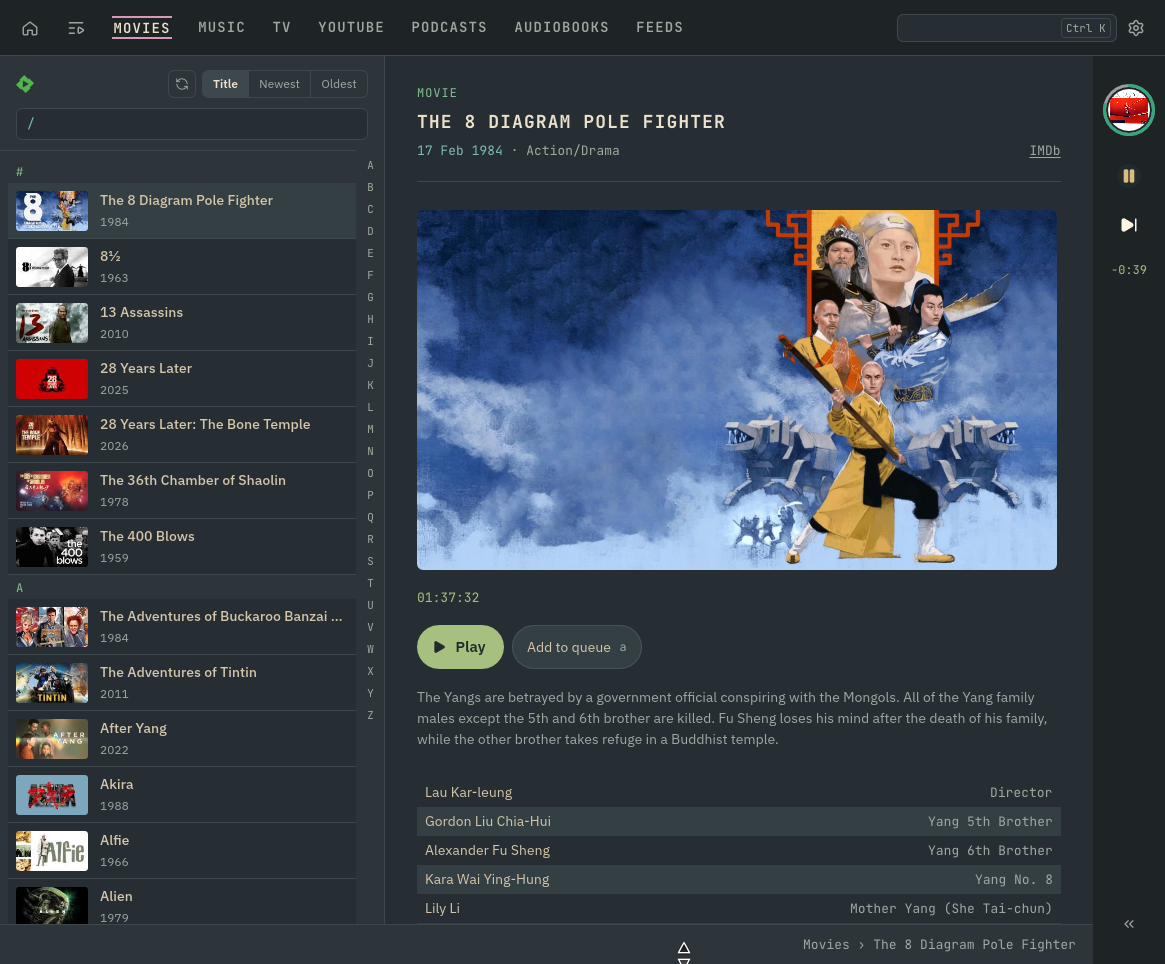 MOVIES MUSIC TV YOUTUBE PODCASTS AUDIOBOOKS FEEDS Ctrl K
Title Newest Oldest
/
#
The 8 Diagram Pole Fighter
1984
8½
1963
13 Assassins
2010
28 Years Later
2025
28 Years Later: The Bone Temple
2026
The 36th Chamber of Shaolin
1978
The 400 Blows
1959
A
The Adventures of Buckaroo Banzai ...
1984
The Adventures of Tintin
2011
After Yang
2022
Akira
1988
Alfie
1966
Alien
1979
A
B
C
D
E
F
G
H
I
J
K
L
M
N
O
P
Q
R
S
T
U
V
W
X
Y
Z
MOVIE
THE 8 DIAGRAM POLE FIGHTER
17 Feb 1984 · Action/Drama IMDb
01:37:32
Play Add to queue a
The Yangs are betrayed by a government official conspiring with the Mongols. All of the Yang family
males except the 5th and 6th brother are killed. Fu Sheng loses his mind after the death of his family,
while the other brother takes refuge in a Buddhist temple.
Lau Kar-leung Director
Gordon Liu Chia-Hui Yang 5th Brother
Alexander Fu Sheng Yang 6th Brother
Kara Wai Ying-Hung Yang No. 8
Lily Li Mother Yang (She Tai-chun)
-0:39
«
Movies › The 8 Diagram Pole Fighter